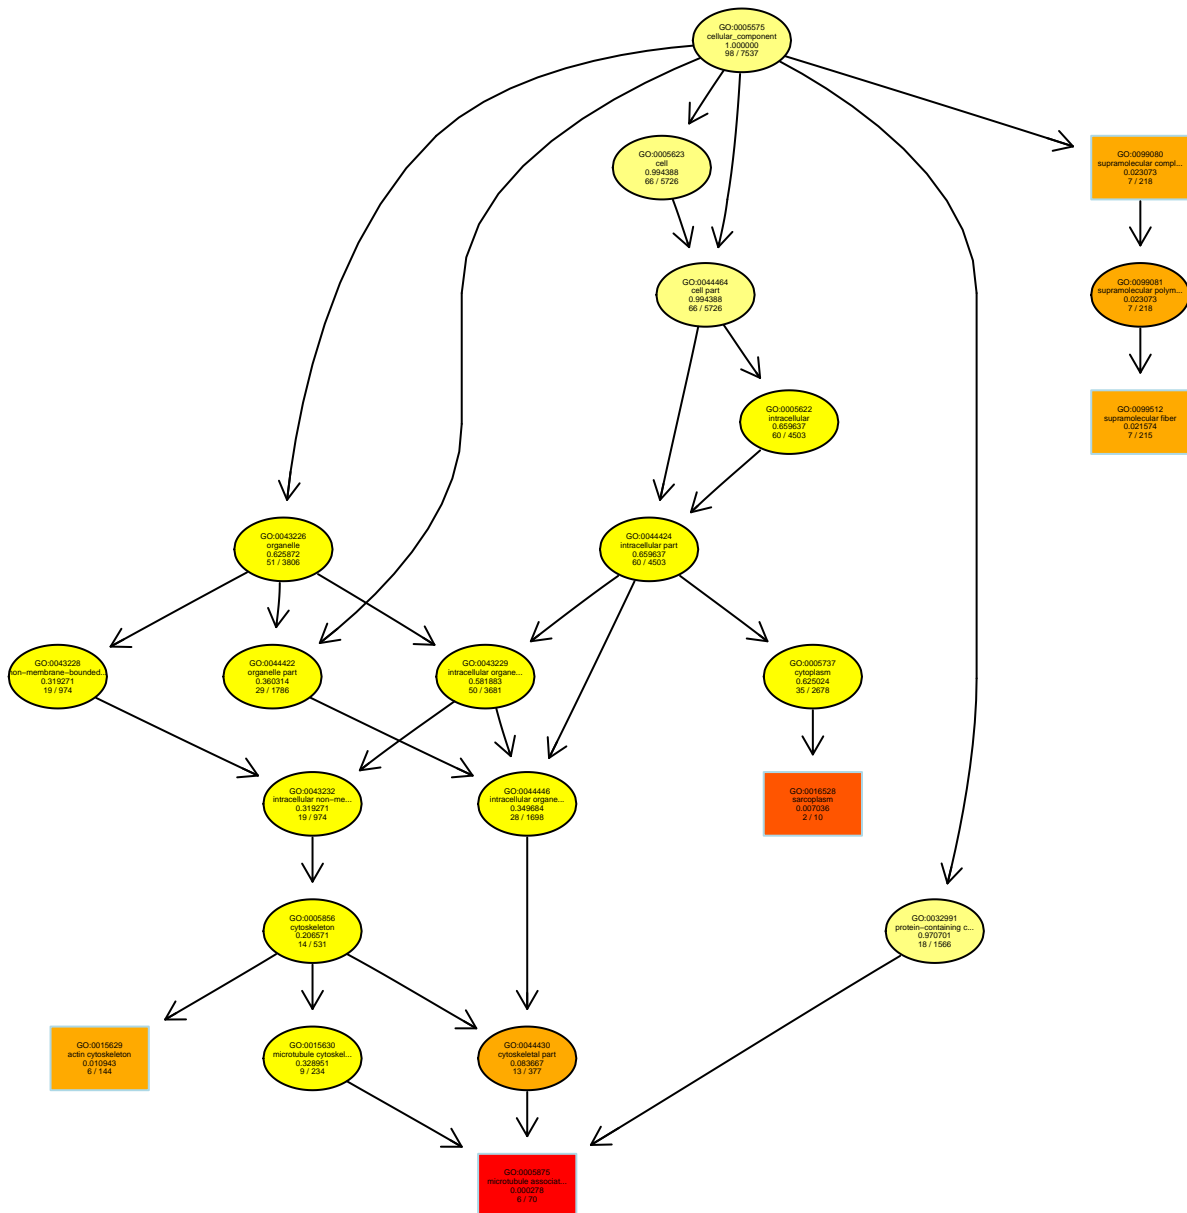 GO:0005575
cellular_component
1.000000
98 / 7537
GO:0005623
cell
0.994388
66 / 5726
GO:0099080
supramolecular compl...
0.023073
7 / 218
GO:0044464
cell part
0.994388
66 / 5726
GO:0099081
supramolecular polym...
0.023073
7 / 218
GO:0005622
intracellular
0.659637
60 / 4503
GO:0099512
supramolecular fiber
0.021574
7 / 215
GO:0043226
organelle
0.625872
51 / 3806
GO:0044424
intracellular part
0.659637
60 / 4503
GO:0043228
non−membrane−bounded...
0.319271
19 / 974
GO:0044422
organelle part
0.360314
29 / 1786
GO:0043229
intracellular organe...
0.581883
50 / 3681
GO:0005737
cytoplasm
0.625024
35 / 2678
GO:0043232
intracellular non−me...
0.319271
19 / 974
GO:0044446
intracellular organe...
0.349684
28 / 1698
GO:0016528
sarcoplasm
0.007036
2 / 10
GO:0005856
cytoskeleton
0.206571
14 / 531
GO:0032991
protein−containing c...
0.970701
18 / 1566
GO:0015629
actin cytoskeleton
0.010943
6 / 144
GO:0015630
microtubule cytoskel...
0.328951
9 / 234
GO:0044430
cytoskeletal part
0.083667
13 / 377
GO:0005875
microtubule associat...
0.000278
6 / 70